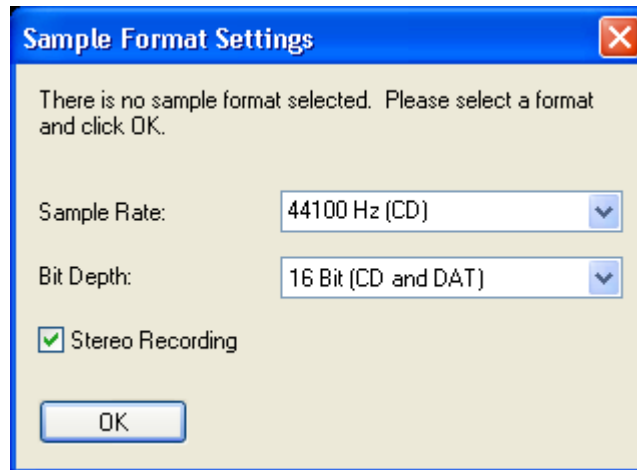 Sample Format Settings
There is no sample format selected.  Please select a format
and click OK.
Sample Rate:
44100 Hz (CD)
Bit Depth:
16 Bit (CD and DAT)
Stereo Recording
OK